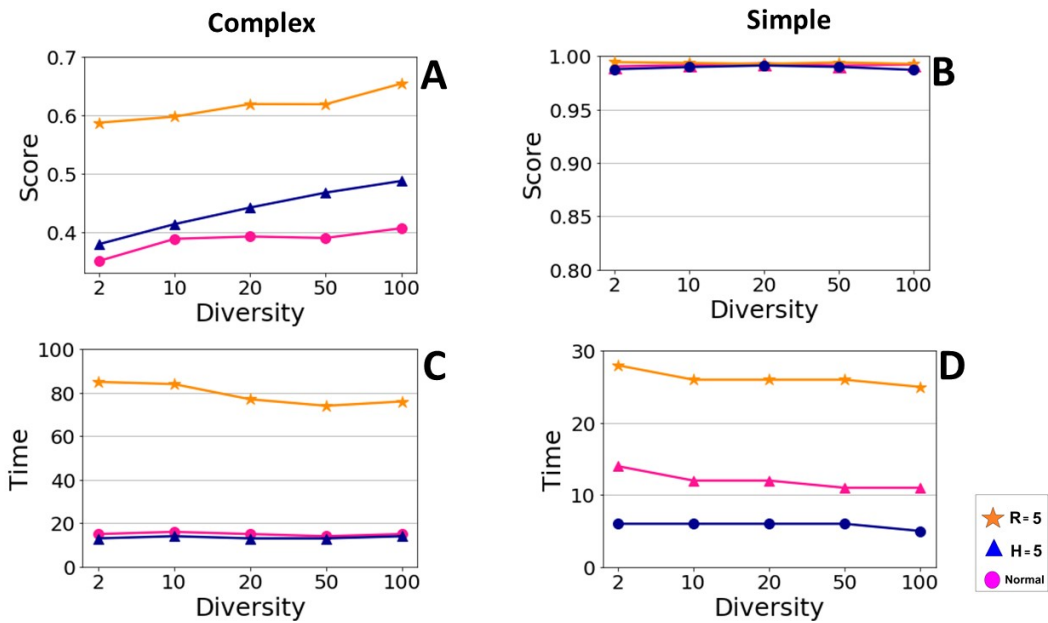 Complex
Simple
A
0.7
0.6
0.5
0.4
Score
2 10 20 50 100
Diversity
B
1.00
0.95
0.90
0.85
0.80
Score
2 10 20 50 100
Diversity
C
100
80
60
40
20
0
Time
2 10 20 50 100
Diversity
D
30
20
10
0
Time
2 10 20 50 100
Diversity
R = 5
H = 5
Normal